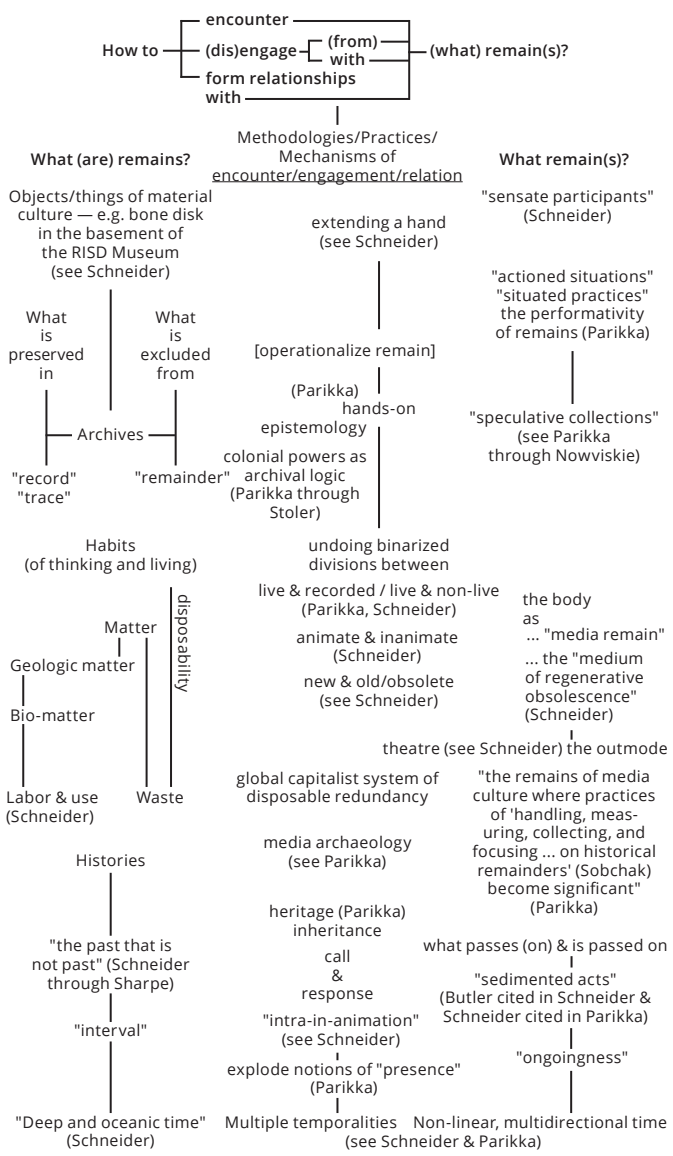 How to
encounter
(dis)engage
(from)
with
form relationships
with
(what) remain(s)?
What (are) remains?
Objects/things of material
culture — e.g. bone disk
in the basement of
the RISD Museum
(see Schneider)
What
is
preserved
in
What
is
excluded
from
Archives
"record"
"trace"
"remainder"
Habits
(of thinking and living)
disposability
Matter
Geologic matter
Bio-matter
Labor & use
(Schneider)
Waste
Histories
"the past that is
not past" (Schneider
through Sharpe)
"interval"
"Deep and oceanic time"
(Schneider)
Methodologies/Practices/
Mechanisms of
encounter/engagement/relation
extending a hand
(see Schneider)
[operationalize remain]
(Parikka)
hands-on
epistemology
colonial powers as
archival logic
(Parikka through
Stoler)
undoing binarized
divisions between
live & recorded / live & non-live
(Parikka, Schneider)
animate & inanimate
(Schneider)
new & old/obsolete
(see Schneider)
global capitalist system of
disposable redundancy
media archaeology
(see Parikka)
heritage (Parikka)
inheritance
call
&
response
"intra-in-animation"
(see Schneider)
explode notions of "presence"
(Parikka)
Multiple temporalities
What remain(s)?
"sensate participants"
(Schneider)
"actioned situations"
"situated practices"
the performativity
of remains (Parikka)
"speculative collections"
(see Parikka
through Nowviskie)
the body
as
... "media remain"
... the "medium
of regenerative
obsolescence"
(Schneider)
theatre (see Schneider) the outmode
"the remains of media
culture where practices
of 'handling, meas-
uring, collecting, and
focusing ... on historical
remainders' (Sobchak)
become significant"
(Parikka)
what passes (on) & is passed on
"sedimented acts"
(Butler cited in Schneider &
Schneider cited in Parikka)
"ongoingness"
Non-linear, multidirectional time
(see Schneider & Parikka)